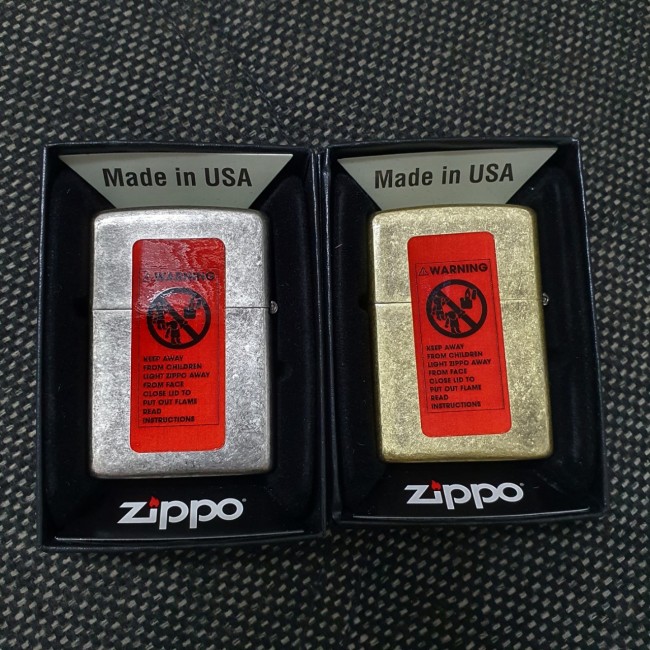 Made in USA
WARNING
KEEP AWAY
FROM CHILDREN
LIGHT ZIPPO AWAY
FROM FACE
CLOSE LID TO
PUT OUT FLAME
READ
INSTRUCTIONS
zippo
Made in USA
WARNING
KEEP AWAY
FROM CHILDREN
LIGHT ZIPPO AWAY
FROM FACE
CLOSE LID TO
PUT OUT FLAME
READ
INSTRUCTIONS
zippo